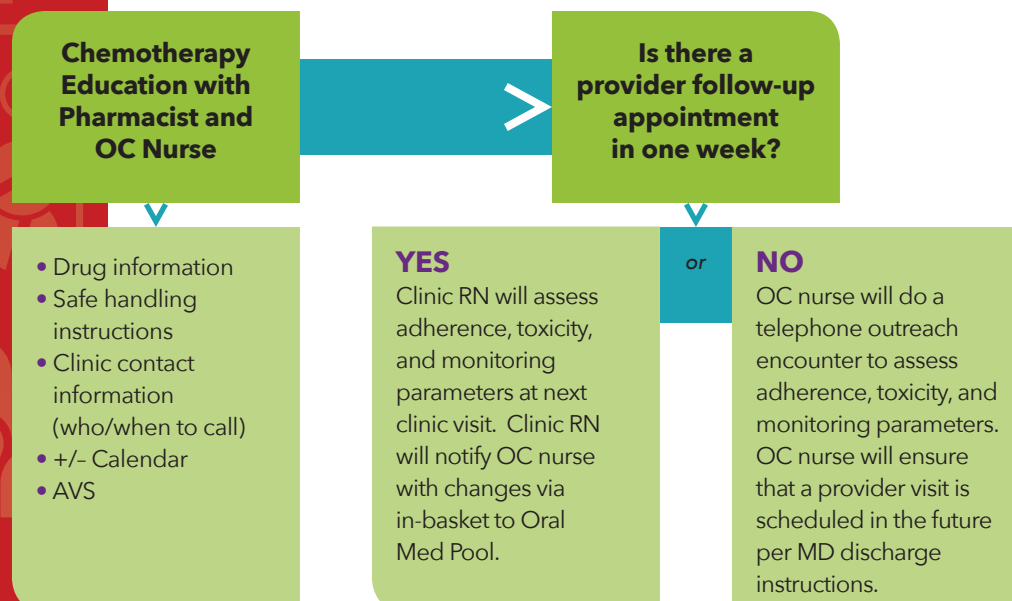 Chemotherapy
Education with
Pharmacist and
OC Nurse
Is there a
provider follow-up
appointment
in one week?
• Drug information
• Safe handling
instructions
• Clinic contact
information
(who/when to call)
• +/– Calendar
• AVS
YES
Clinic RN will assess
adherence, toxicity,
and monitoring
parameters at next
clinic visit.  Clinic RN
will notify OC nurse
with changes via
in-basket to Oral
Med Pool.
or
NO
OC nurse will do a
telephone outreach
encounter to assess
adherence, toxicity, and
monitoring parameters.
OC nurse will ensure
that a provider visit is
scheduled in the future
per MD discharge
instructions.